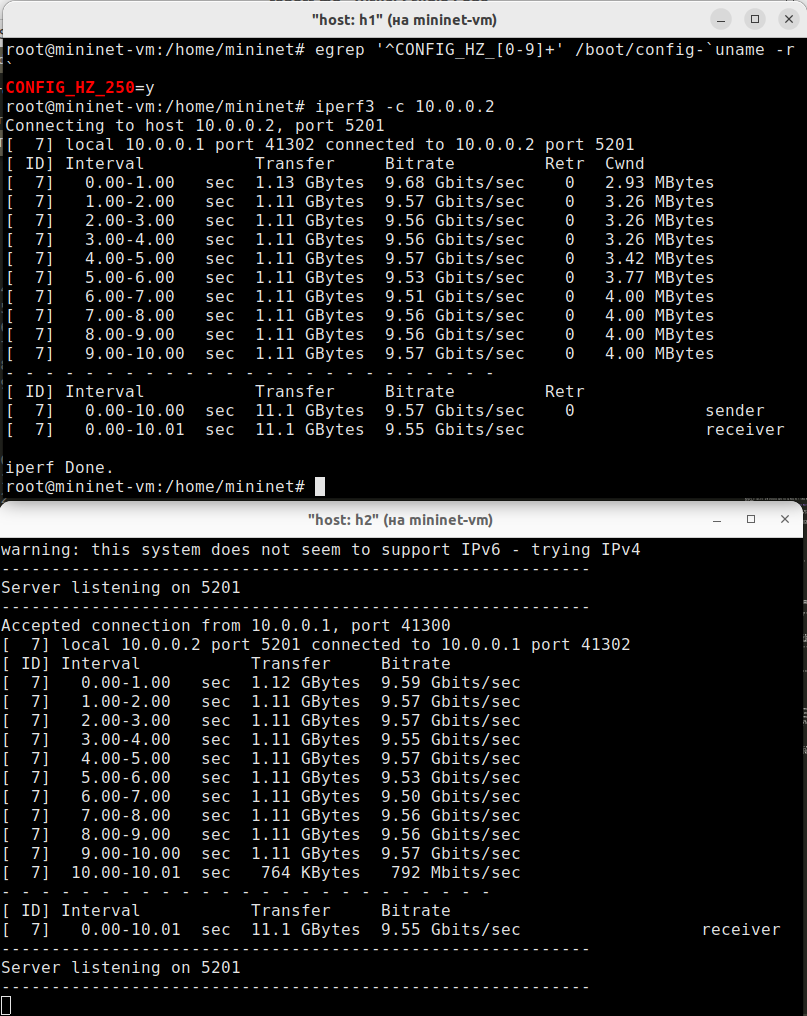 "host: h1" (на mininet-vm)
root@mininet-vm:/home/mininet# egrep '^CONFIG_HZ_[0-9]+' /boot/config-`uname -r
`
CONFIG_HZ_250=y
root@mininet-vm:/home/mininet# iperf3 -c 10.0.0.2
Connecting to host 10.0.0.2, port 5201
[  7] local 10.0.0.1 port 41302 connected to 10.0.0.2 port 5201
[ ID] Interval           Transfer     Bitrate         Retr  Cwnd
[  7]   0.00-1.00   sec  1.13 GBytes  9.68 Gbits/sec    0   2.93 MBytes
[  7]   1.00-2.00   sec  1.11 GBytes  9.57 Gbits/sec    0   3.26 MBytes
[  7]   2.00-3.00   sec  1.11 GBytes  9.56 Gbits/sec    0   3.26 MBytes
[  7]   3.00-4.00   sec  1.11 GBytes  9.56 Gbits/sec    0   3.26 MBytes
[  7]   4.00-5.00   sec  1.11 GBytes  9.57 Gbits/sec    0   3.42 MBytes
[  7]   5.00-6.00   sec  1.11 GBytes  9.53 Gbits/sec    0   3.77 MBytes
[  7]   6.00-7.00   sec  1.11 GBytes  9.51 Gbits/sec    0   4.00 MBytes
[  7]   7.00-8.00   sec  1.11 GBytes  9.56 Gbits/sec    0   4.00 MBytes
[  7]   8.00-9.00   sec  1.11 GBytes  9.56 Gbits/sec    0   4.00 MBytes
[  7]   9.00-10.00  sec  1.11 GBytes  9.57 Gbits/sec    0   4.00 MBytes
- - - - - - - - - - - - - - - - - - - - - - - - -
[ ID] Interval           Transfer     Bitrate         Retr
[  7]   0.00-10.00  sec  11.1 GBytes  9.57 Gbits/sec    0             sender
[  7]   0.00-10.01  sec  11.1 GBytes  9.55 Gbits/sec                  receiver

iperf Done.
root@mininet-vm:/home/mininet#
"host: h2" (на mininet-vm)
warning: this system does not seem to support IPv6 - trying IPv4
-----------------------------------------------------------
Server listening on 5201
-----------------------------------------------------------
Accepted connection from 10.0.0.1, port 41300
[  7] local 10.0.0.2 port 5201 connected to 10.0.0.1 port 41302
[ ID] Interval           Transfer     Bitrate
[  7]   0.00-1.00   sec  1.12 GBytes  9.59 Gbits/sec
[  7]   1.00-2.00   sec  1.11 GBytes  9.57 Gbits/sec
[  7]   2.00-3.00   sec  1.11 GBytes  9.57 Gbits/sec
[  7]   3.00-4.00   sec  1.11 GBytes  9.55 Gbits/sec
[  7]   4.00-5.00   sec  1.11 GBytes  9.57 Gbits/sec
[  7]   5.00-6.00   sec  1.11 GBytes  9.53 Gbits/sec
[  7]   6.00-7.00   sec  1.11 GBytes  9.50 Gbits/sec
[  7]   7.00-8.00   sec  1.11 GBytes  9.56 Gbits/sec
[  7]   8.00-9.00   sec  1.11 GBytes  9.56 Gbits/sec
[  7]   9.00-10.00  sec  1.11 GBytes  9.57 Gbits/sec
[  7]  10.00-10.01  sec   764 KBytes   792 Mbits/sec
- - - - - - - - - - - - - - - - - - - - - - - - -
[ ID] Interval           Transfer     Bitrate
[  7]   0.00-10.01  sec  11.1 GBytes  9.55 Gbits/sec                  receiver
-----------------------------------------------------------
Server listening on 5201
-----------------------------------------------------------